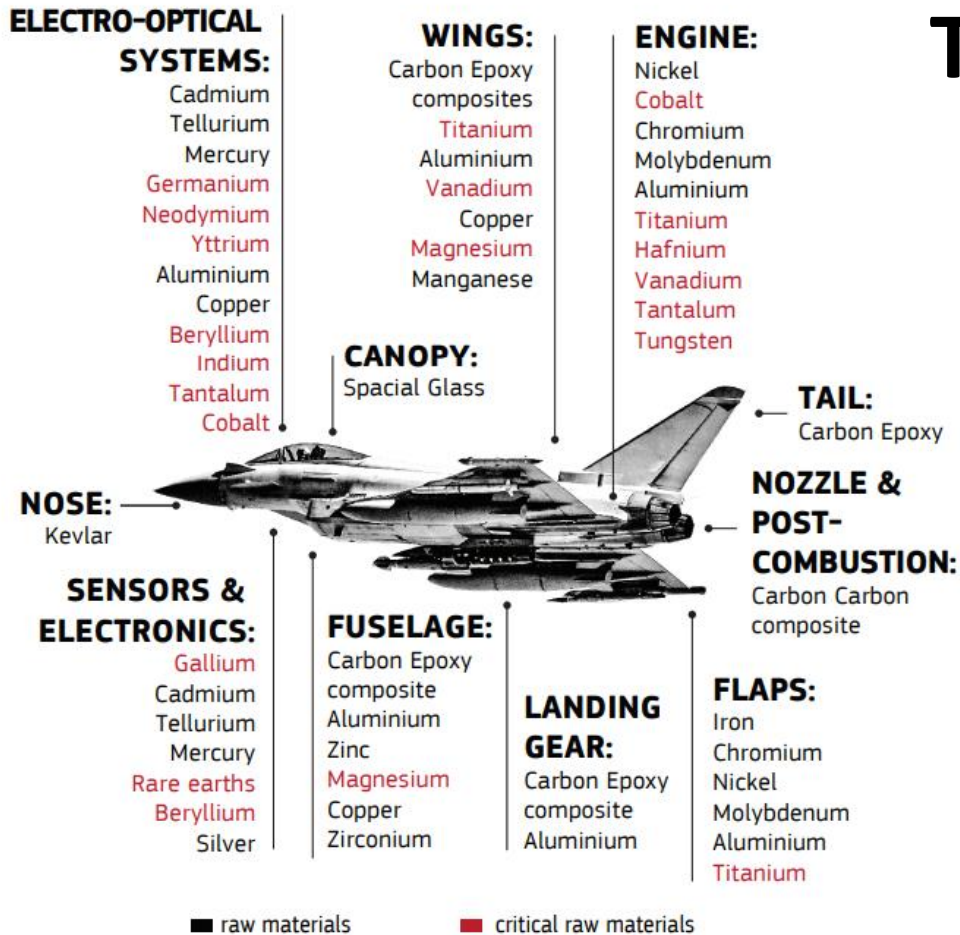 ELECTRO-OPTICAL
SYSTEMS:
Cadmium
Tellurium
Mercury
Germanium
Neodymium
Yttrium
Aluminium
Copper
Beryllium
Indium
Tantalum
Cobalt
WINGS:
Carbon Epoxy
composites
Titanium
Aluminium
Vanadium
Copper
Magnesium
Manganese
ENGINE:
Nickel
Cobalt
Chromium
Molybdenum
Aluminium
Titanium
Hafnium
Vanadium
Tantalum
Tungsten
T
CANOPY:
Spacial Glass
TAIL:
Carbon Epoxy
NOSE:
Kevlar
NOZZLE &
POST-
COMBUSTION:
Carbon Carbon
composite
SENSORS &
ELECTRONICS:
Gallium
Cadmium
Tellurium
Mercury
Rare earths
Beryllium
Silver
FUSELAGE:
Carbon Epoxy
composite
Aluminium
Zinc
Magnesium
Copper
Zirconium
LANDING
GEAR:
Carbon Epoxy
composite
Aluminium
FLAPS:
Iron
Chromium
Nickel
Molybdenum
Aluminium
Titanium
raw materials
critical raw materials